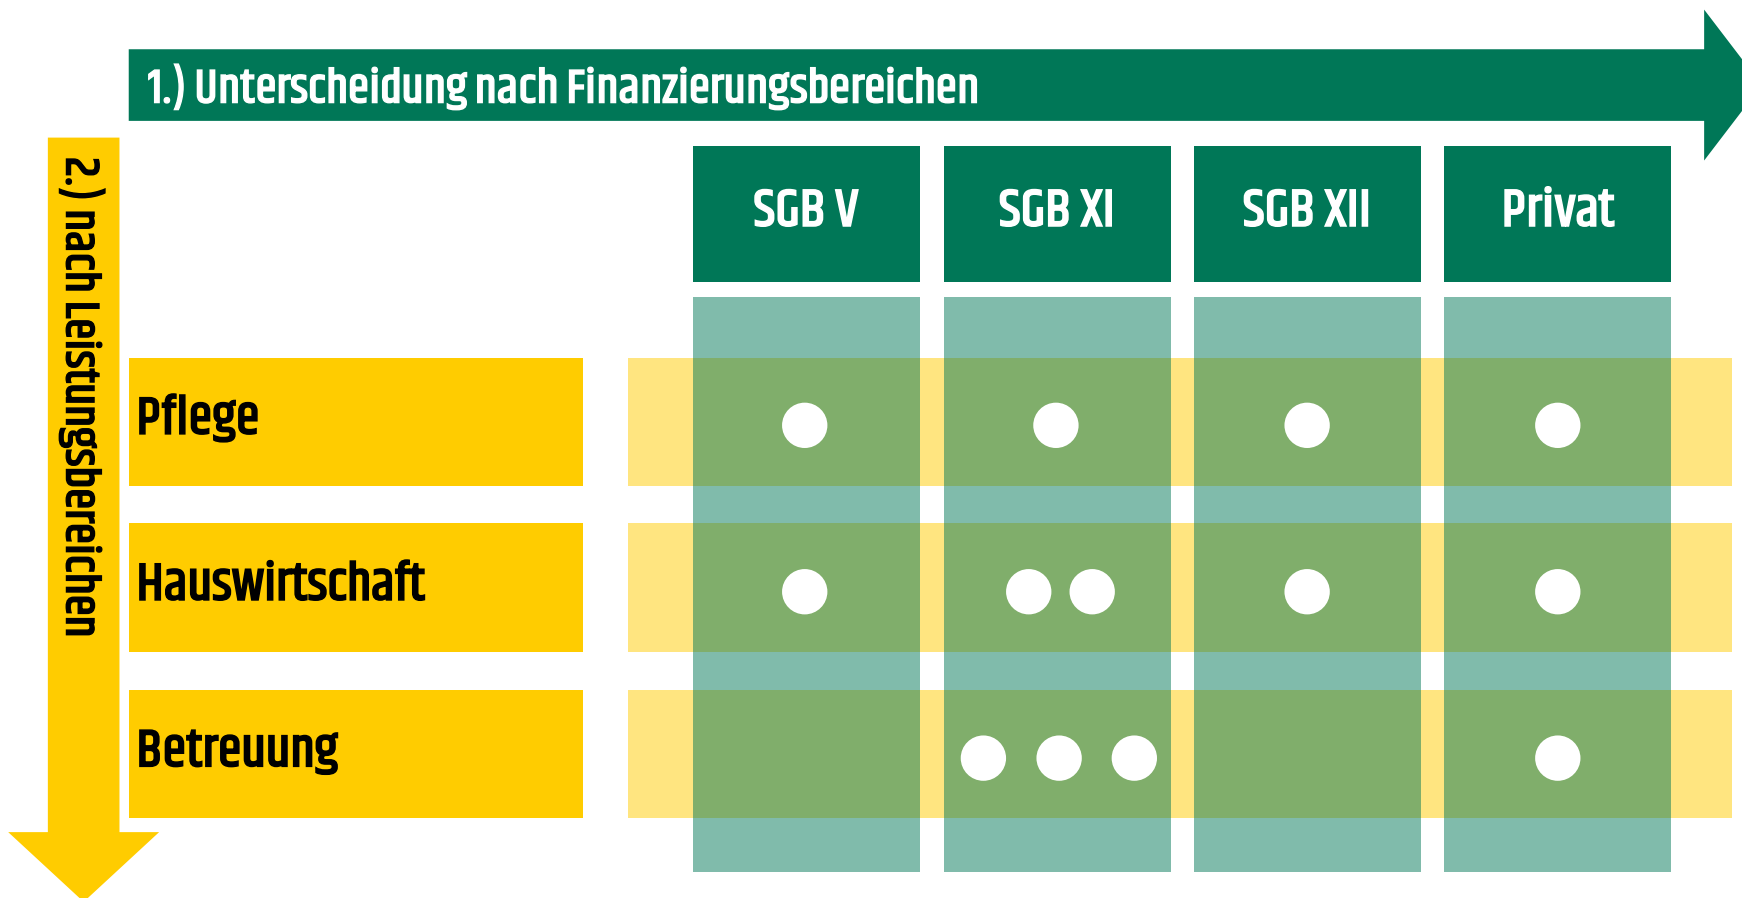 1.) Unterscheidung nach Finanzierungsbereichen
2.) nach Leistungsbereichen
SGB V
SGB XI
SGB XII
Privat
Pflege
Hauswirtschaft
Betreuung